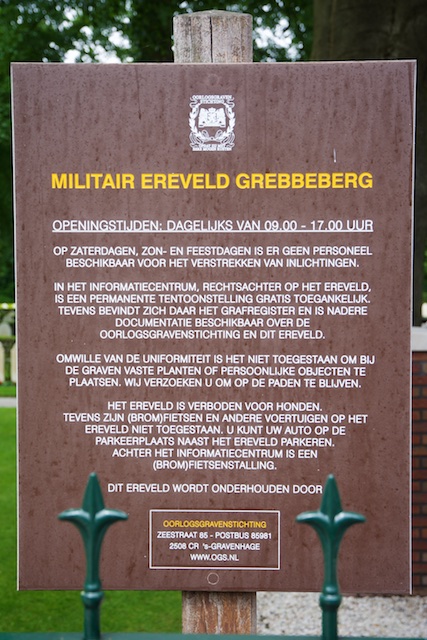 OORLOGSGRAVEN
STICHTING
MILITAIR EREVELD GREBBEBERG
OPENINGSTIJDEN: DAGELIJKS VAN 09.00 - 17.00 UUR
OP ZATERDAGEN, ZON- EN FEESTDAGEN IS ER GEEN PERSONEEL
BESCHIKBAAR VOOR HET VERSTREKKEN VAN INLICHTINGEN.
IN HET INFORMATIECENTRUM, RECHTSACHTER OP HET EREVELD,
IS EEN PERMANENTE TENTOONSTELLING GRATIS TOEGANKELIJK.
TEVENS BEVINDT ZICH DAAR HET GRAFREGISTER EN IS NADERE
DOCUMENTATIE BESCHIKBAAR OVER DE
OORLOGSGRAVENSTICHTING EN DIT EREVELD.
OMWILLE VAN DE UNIFORMITEIT IS HET NIET TOEGESTAAN OM BIJ
DE GRAVEN VASTE PLANTEN OF PERSOONLIJKE OBJECTEN TE
PLAATSEN. WIJ VERZOEKEN U OM OP DE PADEN TE BLIJVEN.
HET EREVELD IS VERBODEN VOOR HONDEN.
TEVENS ZIJN (BROM)FIETSEN EN ANDERE VOERTUIGEN OP HET
EREVELD NIET TOEGESTAAN. U KUNT UW AUTO OP DE
PARKEERPLAATS NAAST HET EREVELD PARKEREN.
ACHTER HET INFORMATIECENTRUM IS EEN
(BROM)FIETSENSTALLING.
DIT EREVELD WORDT ONDERHOUDEN DOOR
OORLOGSGRAVENSTICHTING
ZEESTRAAT 85 - POSTBUS 85981
2508 CR 's-GRAVENHAGE
WWW.OGS.NL